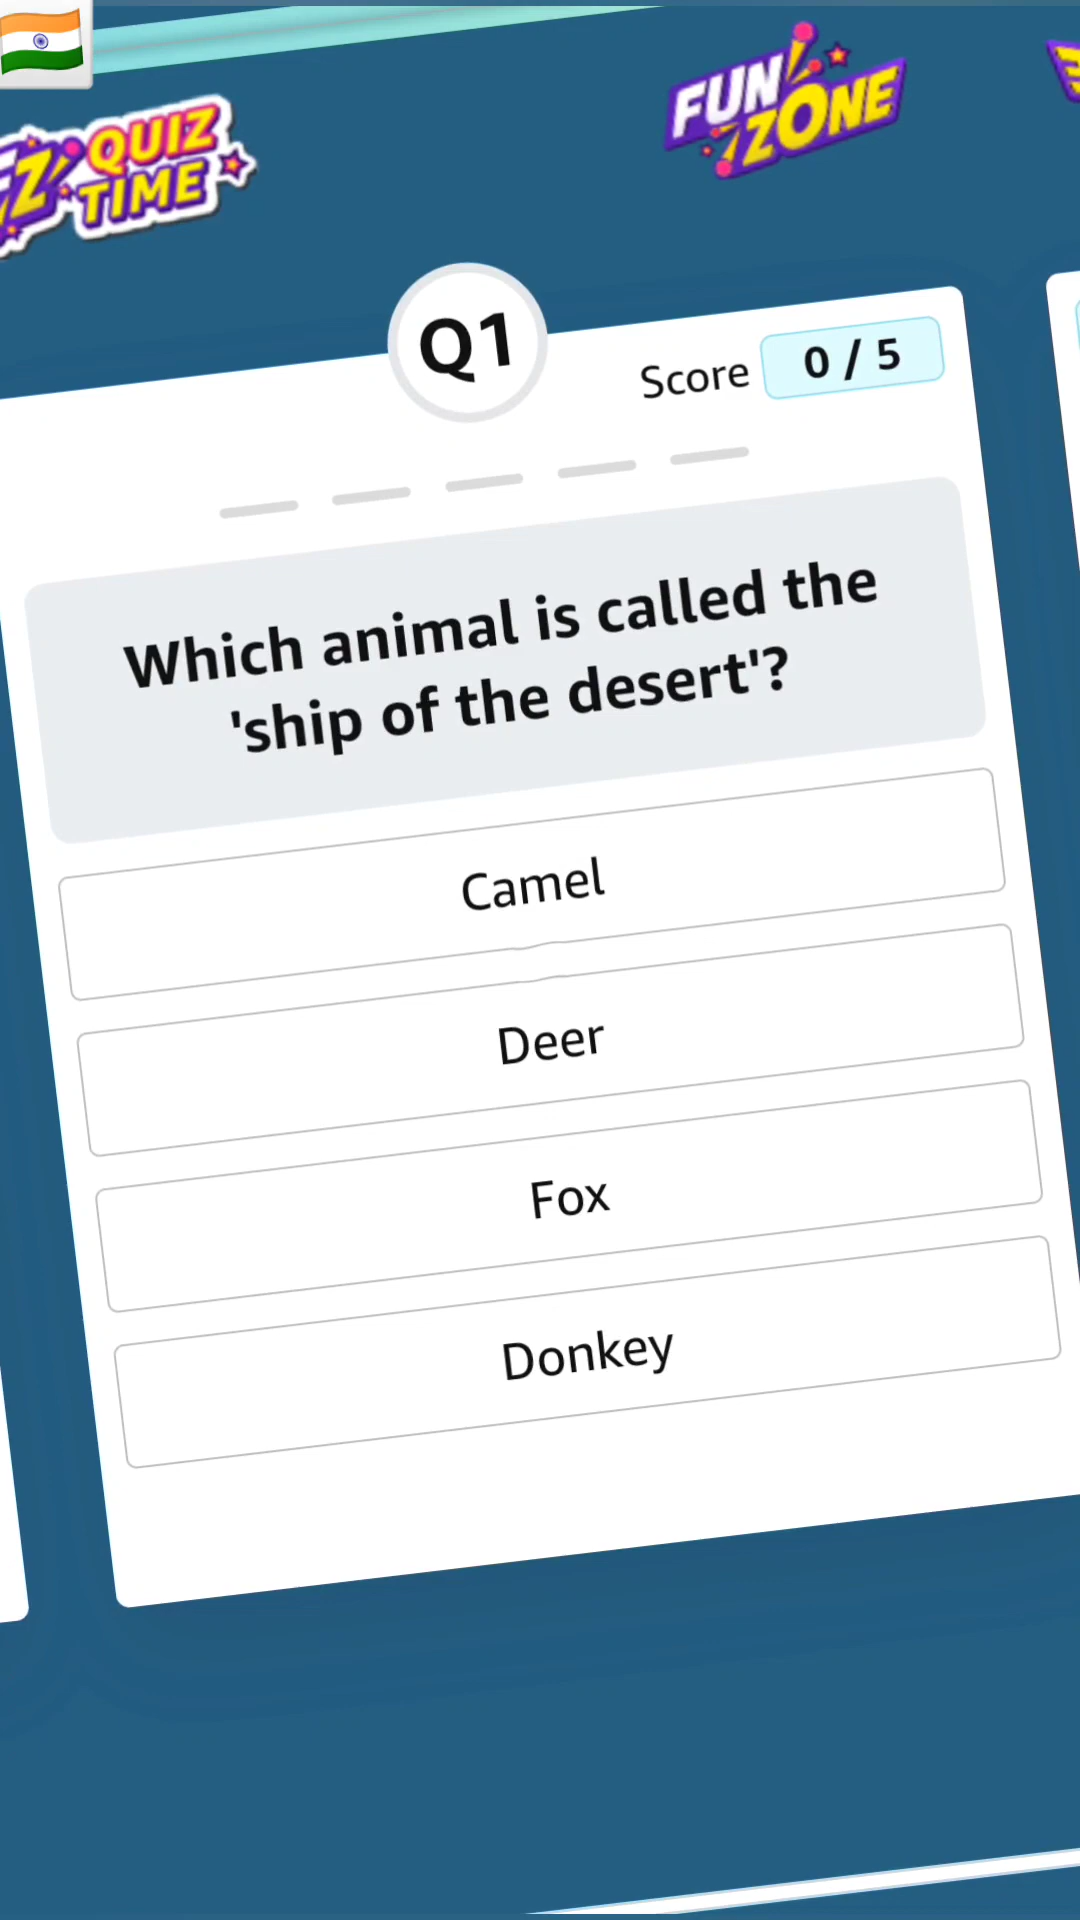 QUIZ
TIME
FUN
ZONE
Q1
Score 0 / 5
Which animal is called the
'ship of the desert'?
Camel
Deer
Fox
Donkey